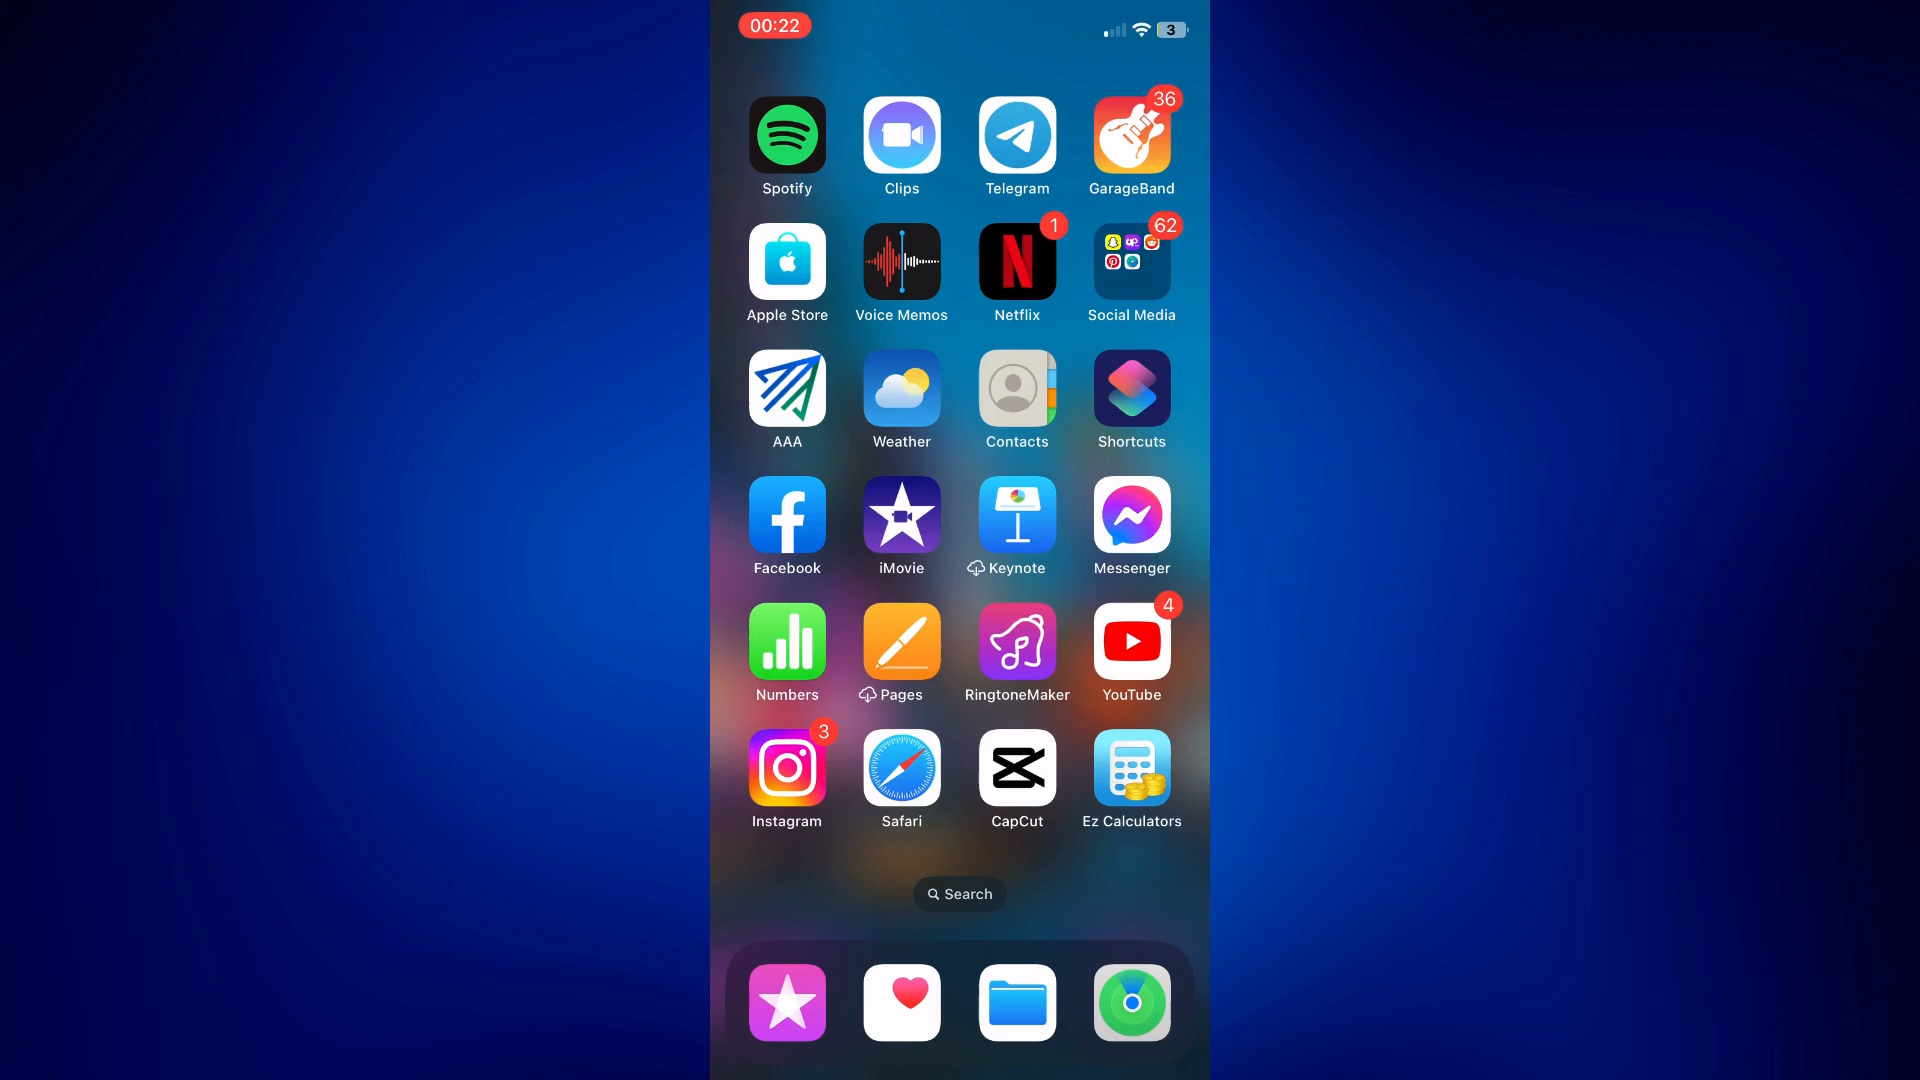 00:22
3
36
Spotify
Clips
Telegram
GarageBand
1
62
N
UP
Apple Store
Voice Memos
Netflix
Social Media
AAA
Weather
Contacts
Shortcuts
f
Facebook
iMovie
Keynote
Messenger
4
Numbers
Pages
RingtoneMaker
YouTube
3
Instagram
Safari
CapCut
Ez Calculators
Search